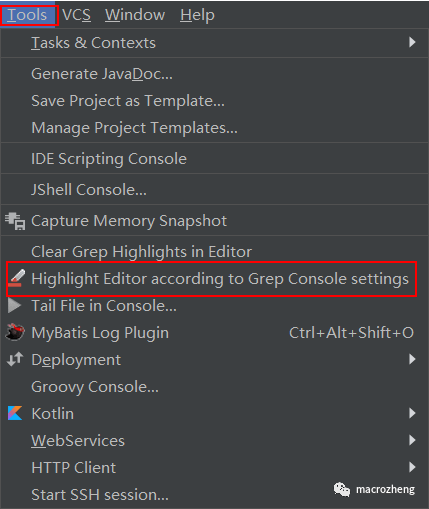 Tools VCS Window Help
Tasks & Contexts
Generate JavaDoc...
Save Project as Template...
Manage Project Templates...
IDE Scripting Console
JShell Console...
Capture Memory Snapshot
Clear Grep Highlights in Editor
Highlight Editor according to Grep Console settings
Tail File in Console...
MyBatis Log Plugin Ctrl+Alt+Shift+O
Deployment
Groovy Console...
Kotlin
WebServices
HTTP Client
Start SSH session...
macrozheng